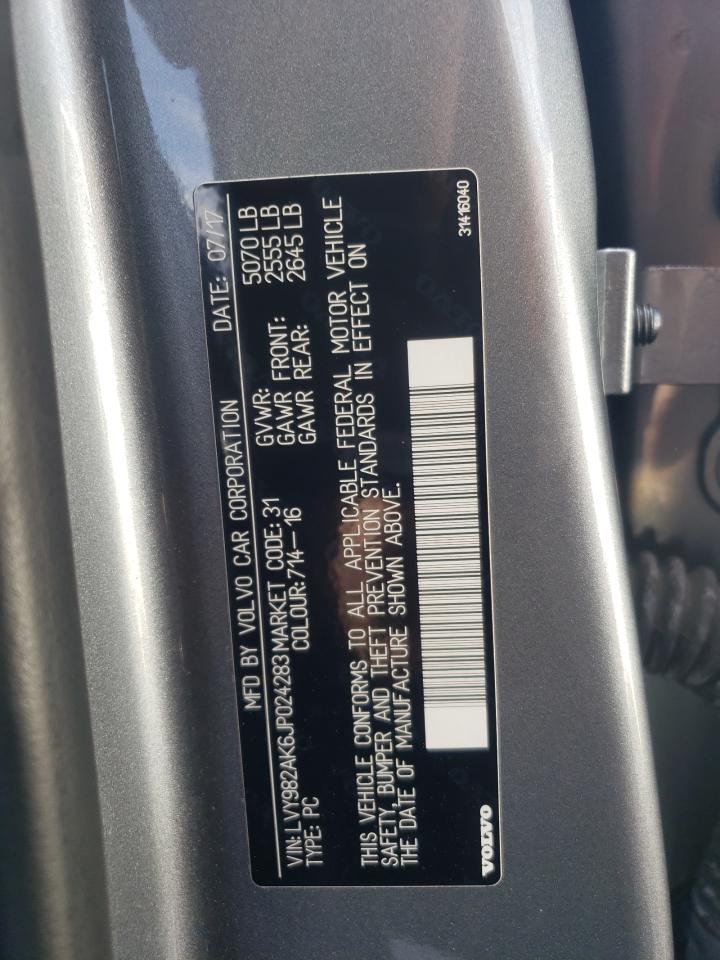 MFD BY VOLVO CAR CORPORATION DATE: 07/17
VIN: LVY982AK6JP024283 MARKET CODE: 31 GVWR: 5070 LB
TYPE: PC COLOUR: 714-16 GAWR FRONT: 2555 LB
GAWR REAR: 2645 LB
THIS VEHICLE CONFORMS TO ALL APPLICABLE FEDERAL MOTOR VEHICLE
SAFETY, BUMPER AND THEFT PREVENTION STANDARDS IN EFFECT ON
THE DATE OF MANUFACTURE SHOWN ABOVE.
VOLVO 31416040